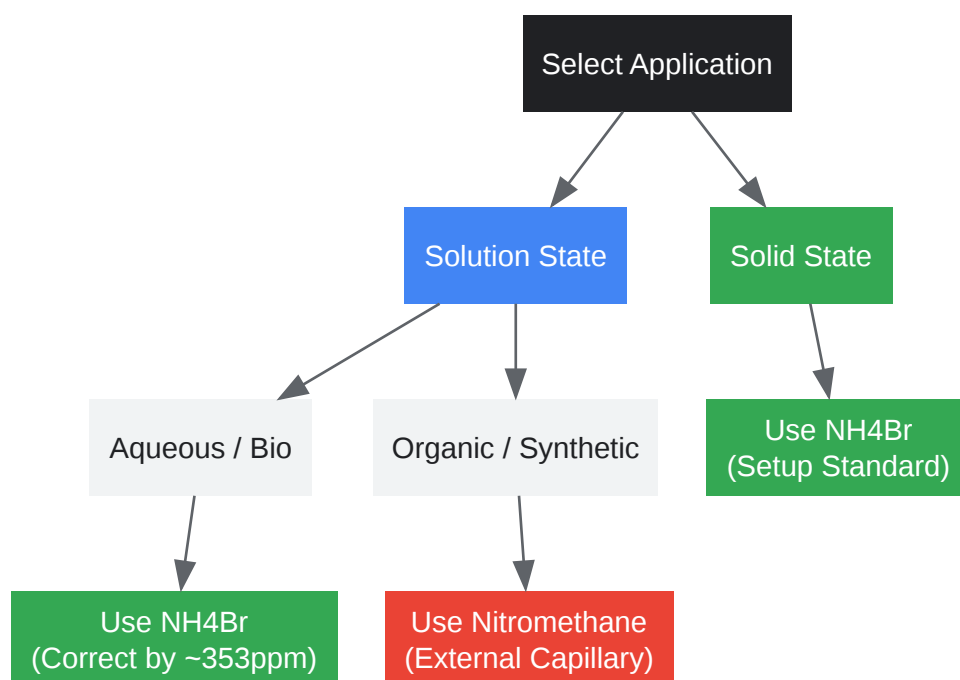 Select Application
Solution State
Solid State
Aqueous / Bio
Organic / Synthetic
Use NH4Br
(Setup Standard)
Use NH4Br
(Correct by ~353ppm)
Use Nitromethane
(External Capillary)